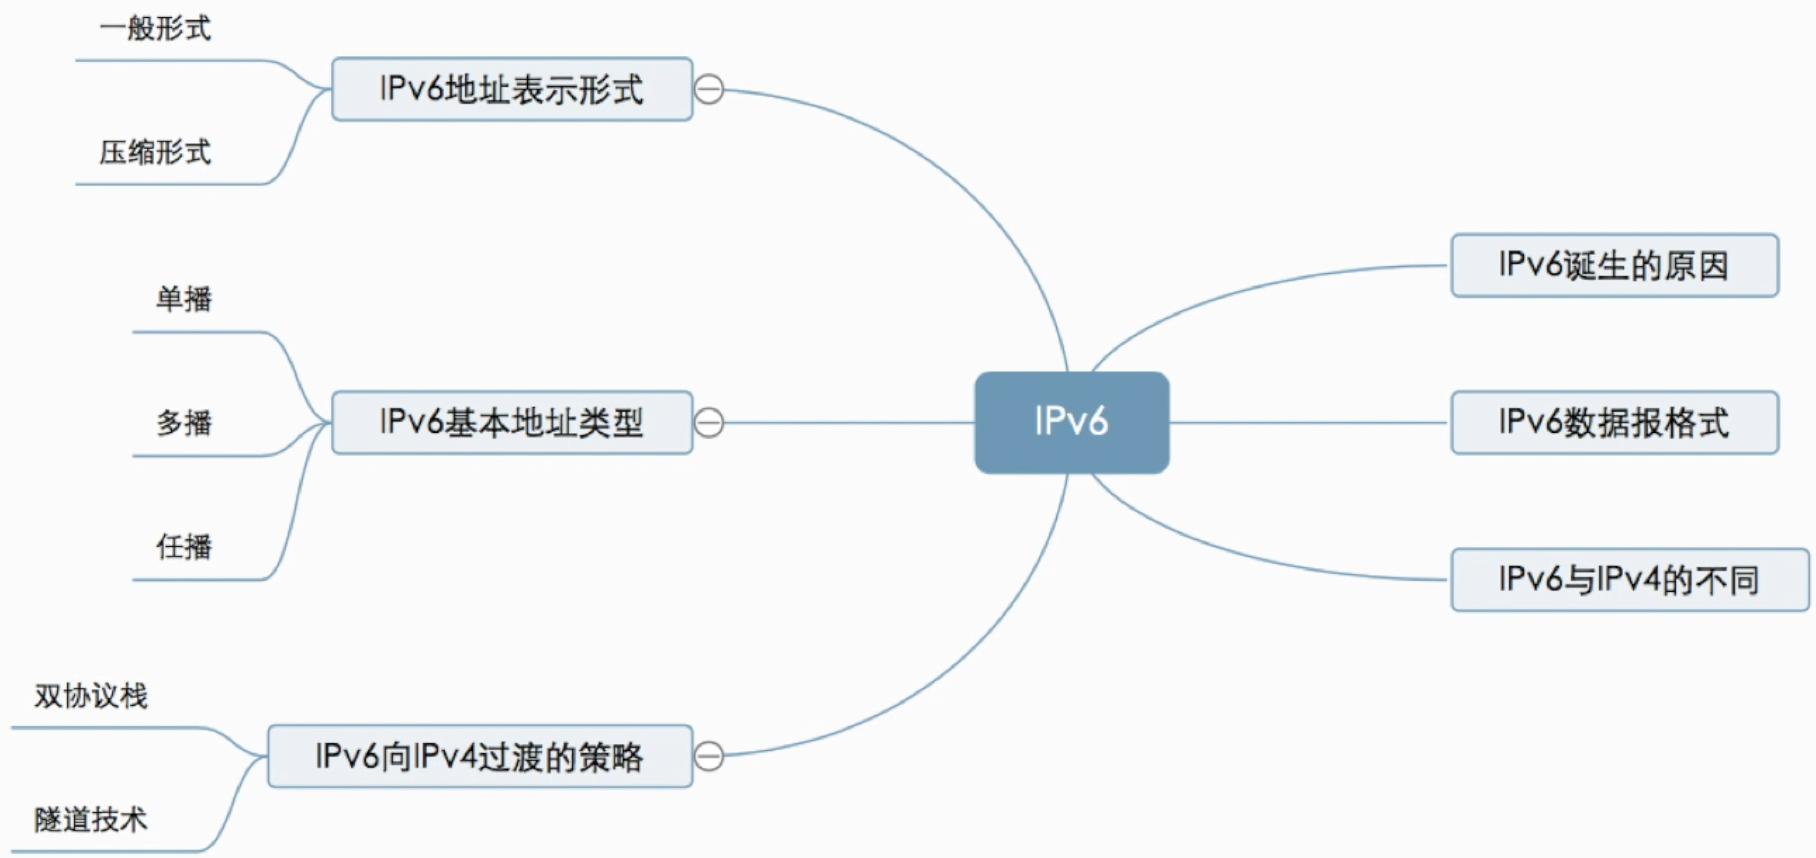 一般形式
IPv6地址表示形式
压缩形式
单播
多播
IPv6基本地址类型
任播
双协议栈
IPv6向IPv4过渡的策略
隧道技术
IPv6
IPv6诞生的原因
IPv6数据报格式
IPv6与IPv4的不同